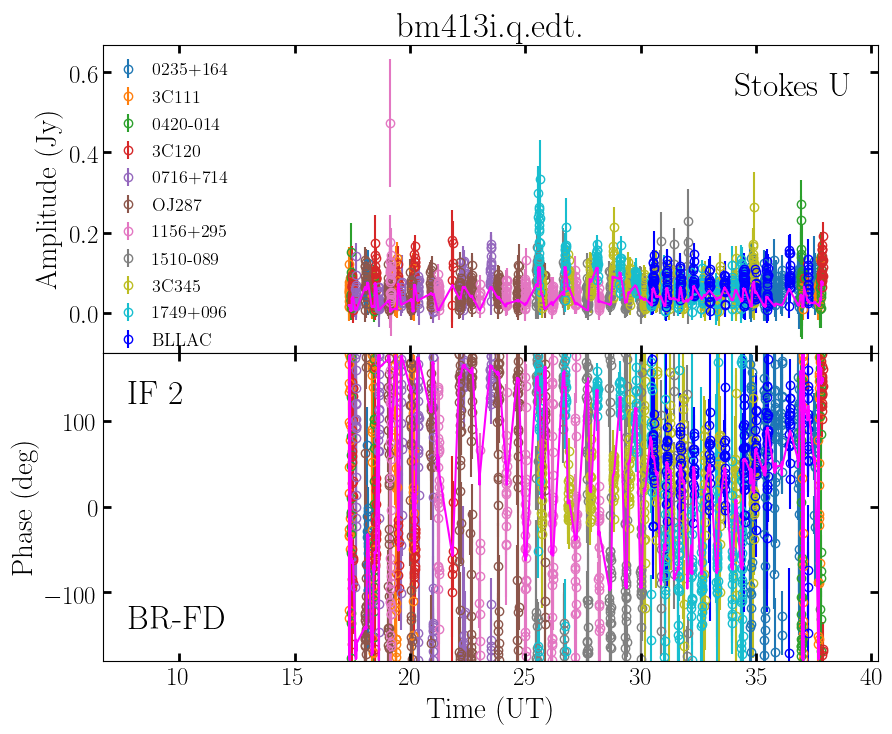 bm413i.q.edt.
Stokes U
0.6
0.4
0.2
0.0
Amplitude (Jy)
0235+164
3C111
0420-014
3C120
0716+714
OJ287
1156+295
1510-089
3C345
1749+096
BLLAC
IF 2
BR-FD
100
0
−100
Phase (deg)
10 15 20 25 30 35 40
Time (UT)